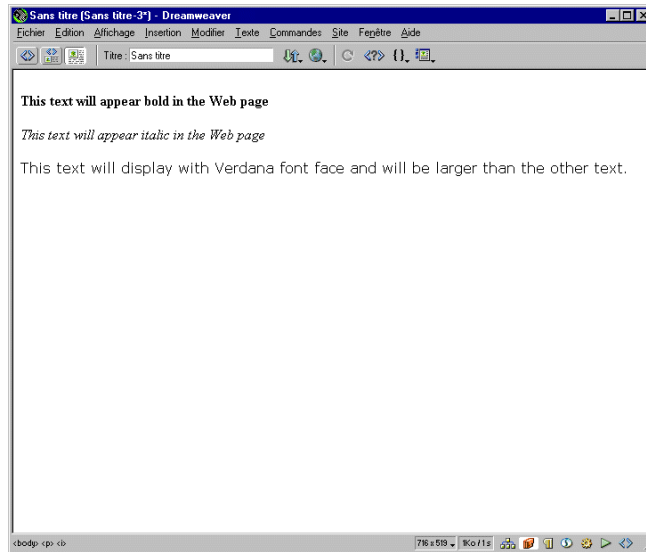 Sans titre (Sans titre-3*) - Dreamweaver
Fichier Edition Affichage Insertion Modifier Texte Commandes Site Fenêtre Aide
Titre : Sans titre
This text will appear bold in the Web page
This text will appear italic in the Web page
This text will display with Verdana font face and will be larger than the other text.
<body> <p> <i>
716 x 519 1Ko / 1 s